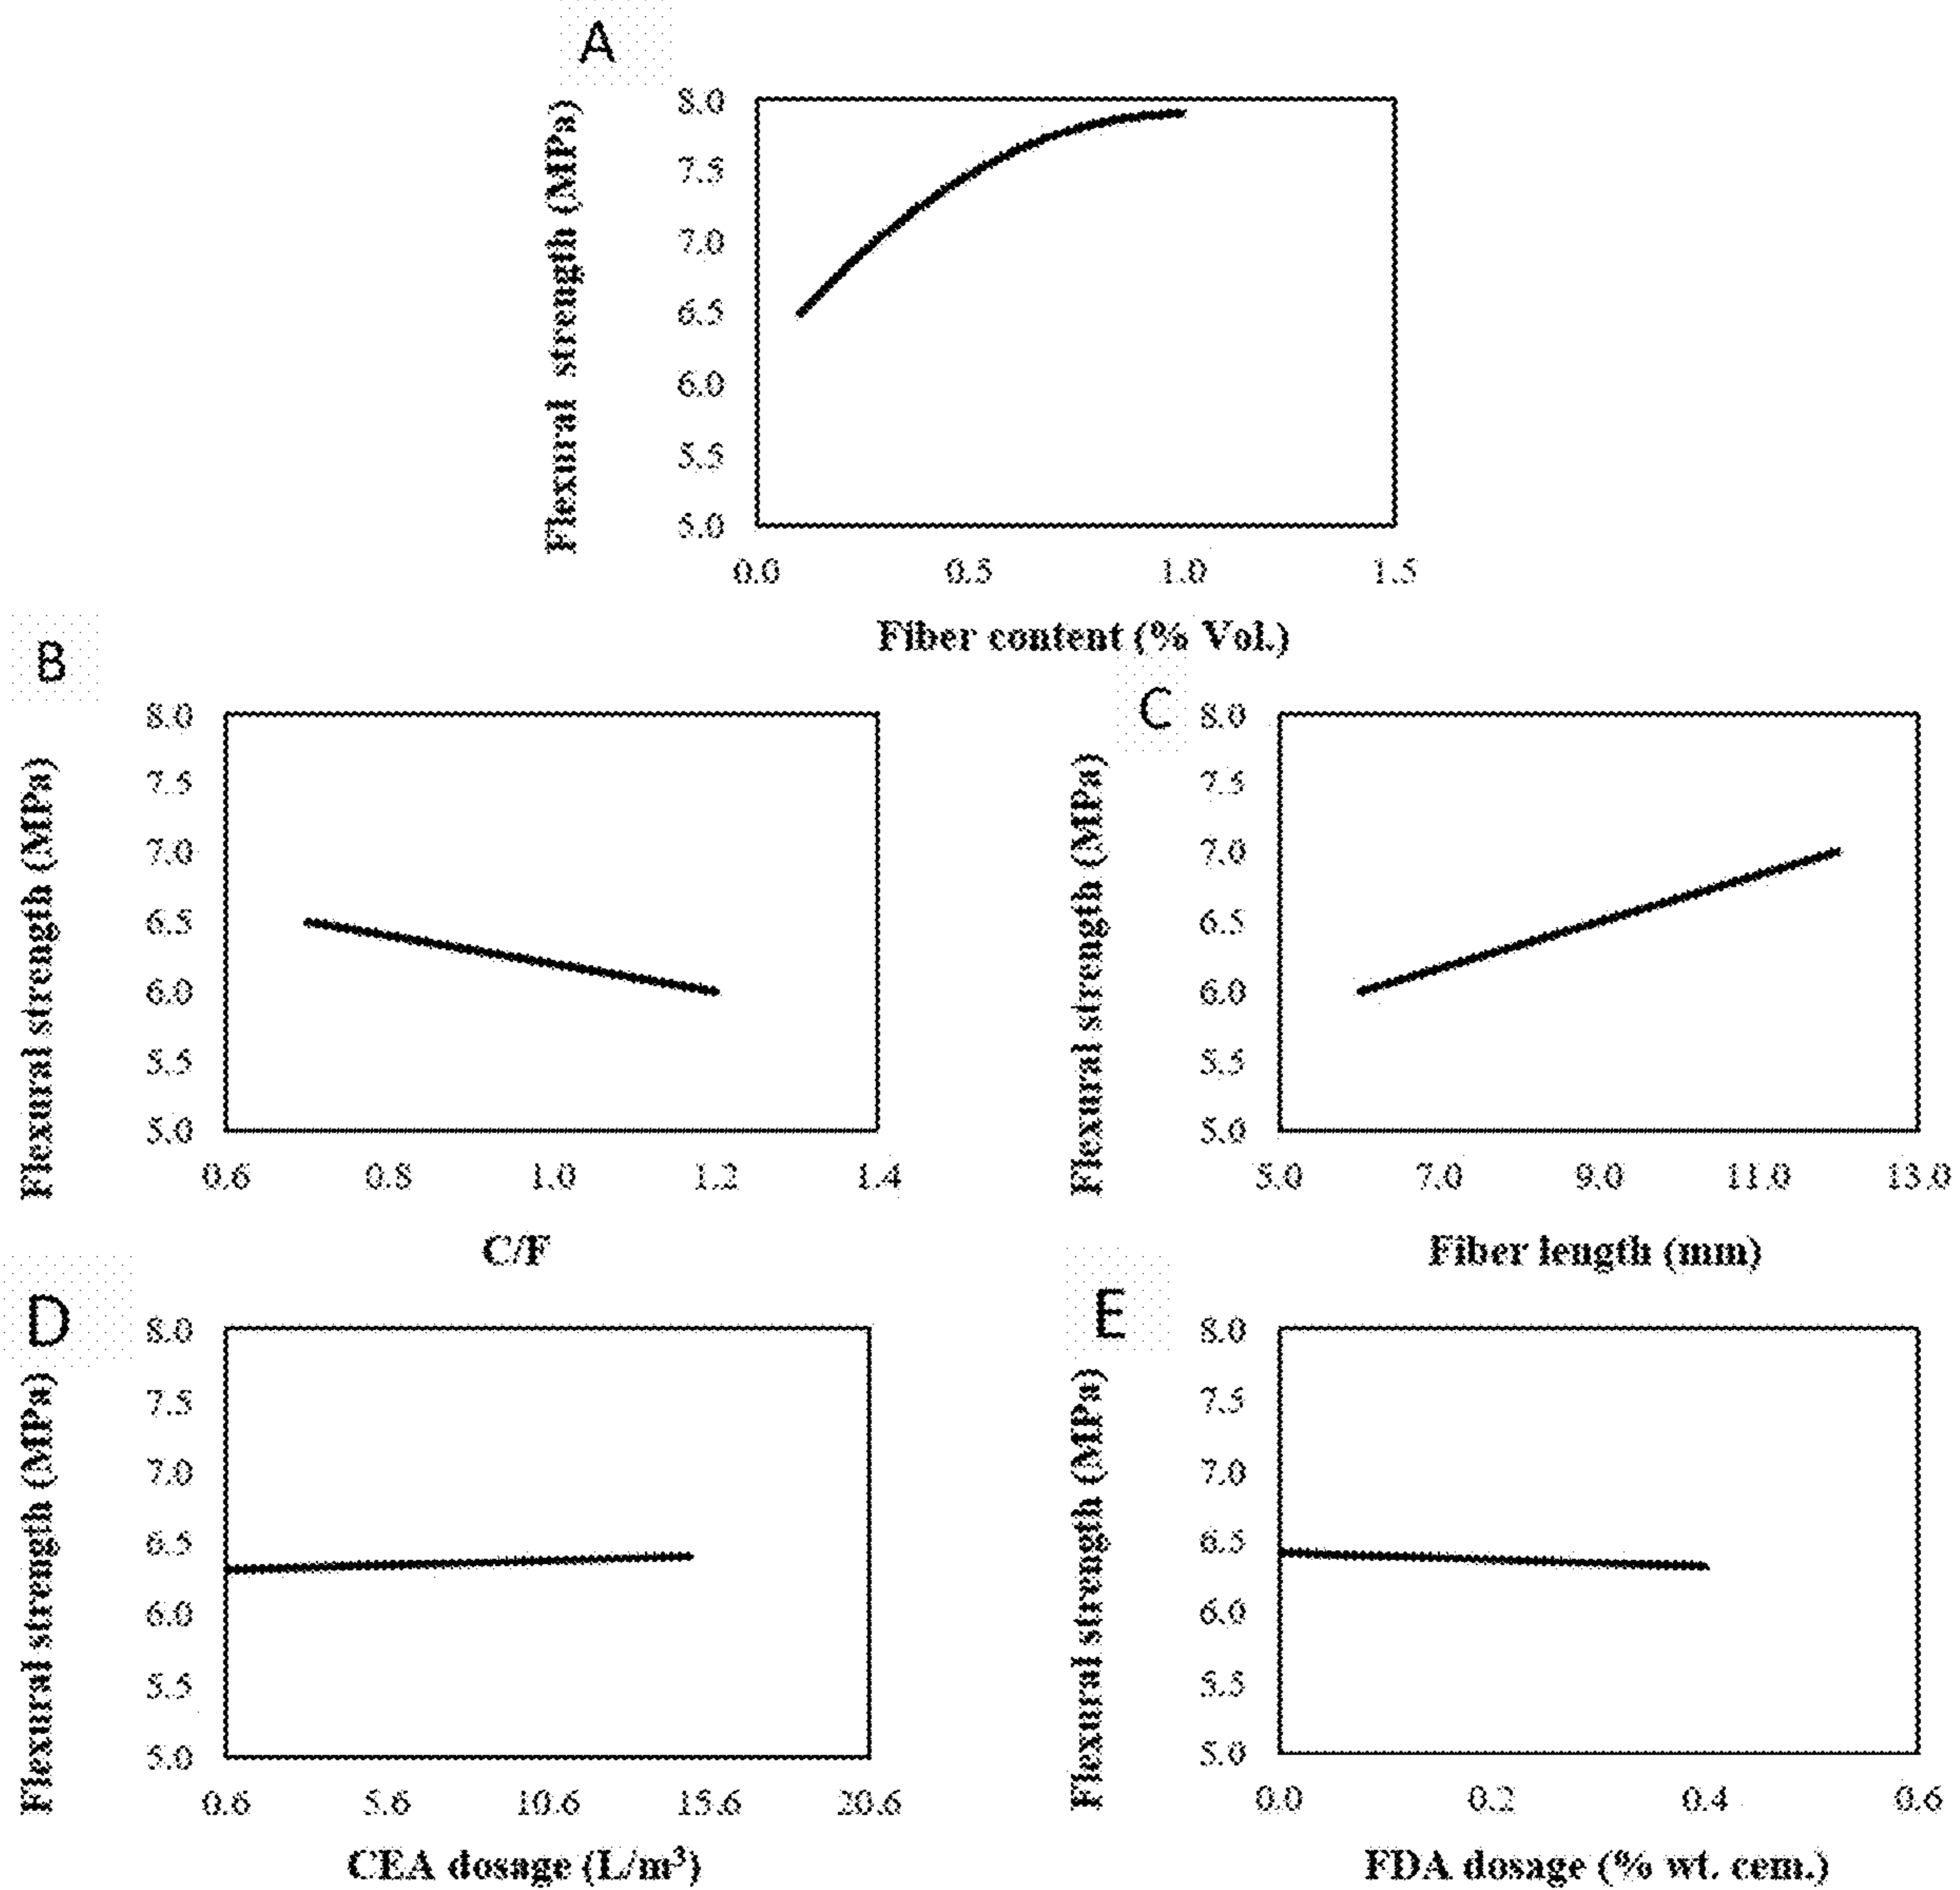 A
Flexural strength (MPa)
8.0
7.5
7.0
6.5
6.0
5.5
5.0
0.0 0.5 1.0 1.5
Fiber content (% Vol.)
B
Flexural strength (MPa)
8.0
7.5
7.0
6.5
6.0
5.5
5.0
0.6 0.8 1.0 1.2 1.4
C/F
C
Flexural strength (MPa)
8.0
7.5
7.0
6.5
6.0
5.5
5.0
5.0 7.0 9.0 11.0 13.0
Fiber length (mm)
D
Flexural strength (MPa)
8.0
7.5
7.0
6.5
6.0
5.5
5.0
0.6 5.6 10.6 15.6 20.6
CEA dosage (L/m³)
E
Flexural strength (MPa)
8.0
7.5
7.0
6.5
6.0
5.5
5.0
0.0 0.2 0.4 0.6
FDA dosage (% wt. cem.)